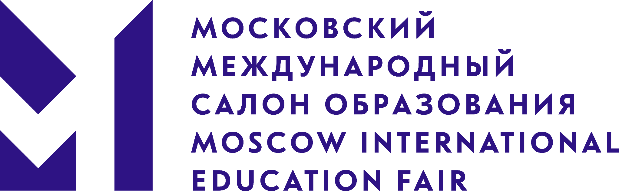 МОСКОВСКИЙ
МЕЖДУНАРОДНЫЙ
САЛОН ОБРАЗОВАНИЯ
MOSCOW INTERNATIONAL
EDUCATION FAIR